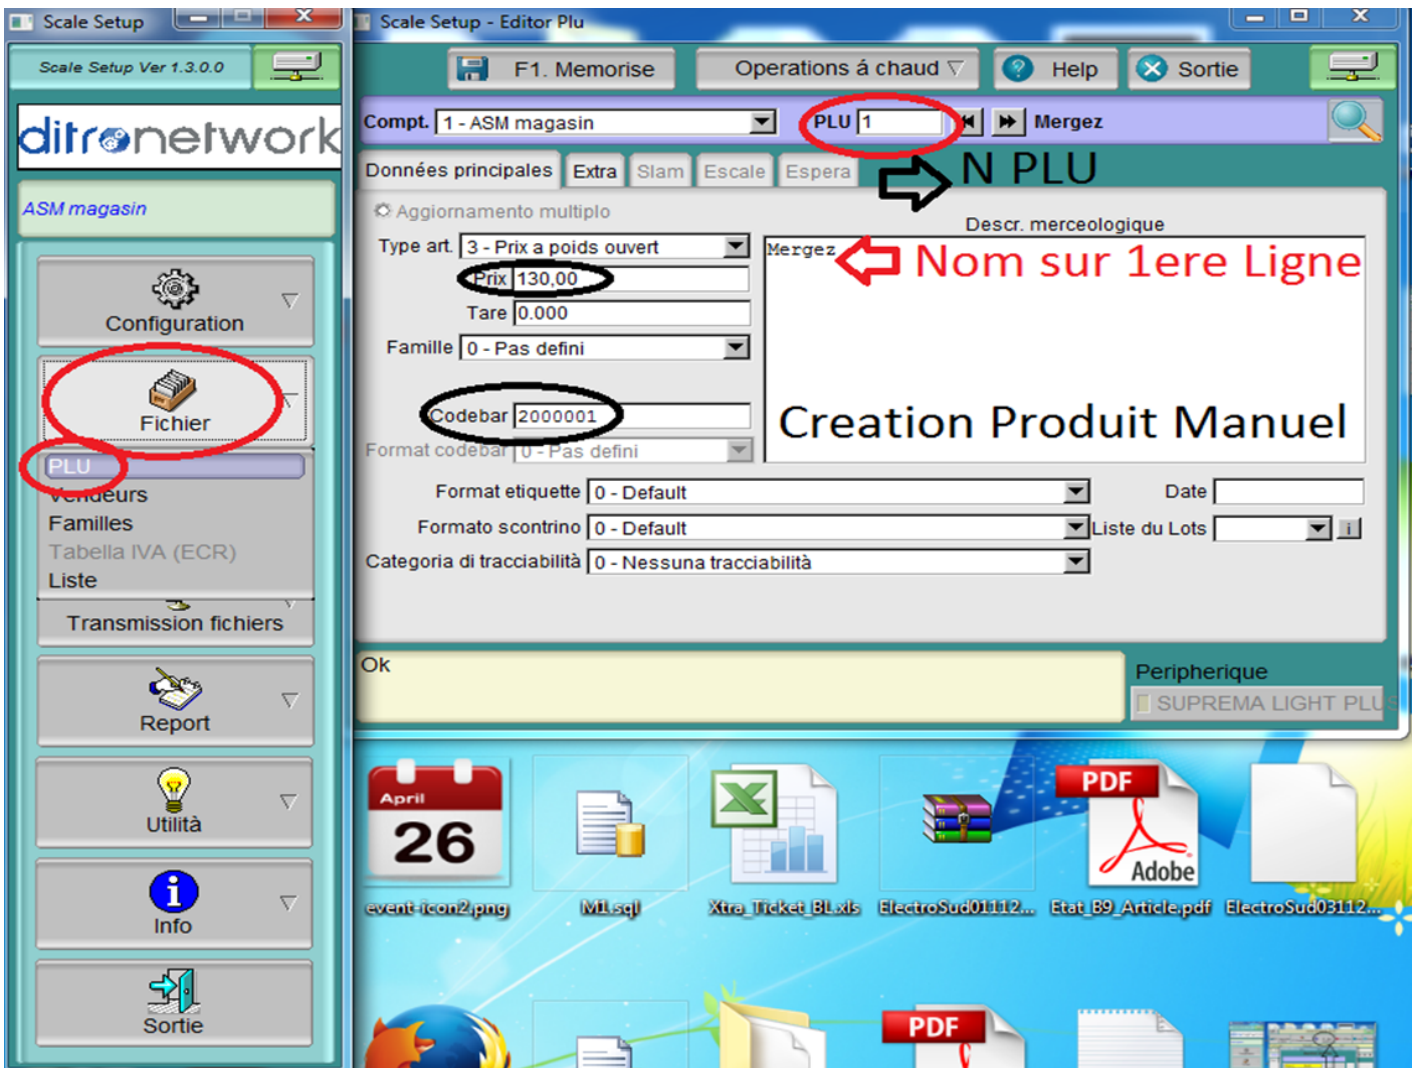 Scale Setup
Scale Setup Ver 1.3.0.0
ditronetwork
ASM magasin
Configuration
Fichier
PLU
Vendeurs
Familles
Tabella IVA (ECR)
Liste
Transmission fichiers
Report
Utilità
Info
Sortie
Scale Setup - Editor Plu
F1. Memorise
Operations á chaud
Help
Sortie
Compt. 1 - ASM magasin
PLU 1
Mergez
N PLU
Données principales
Extra
Slam
Escale
Espera
Aggiornamento multiplo
Type art. 3 - Prix a poids ouvert
Prix 130,00
Tare 0.000
Famille 0 - Pas defini
Codebar 2000001
Format codebar 0 - Pas defini
Descr. merceologique
Mergez
Nom sur 1ere Ligne
Creation Produit Manuel
Format etiquette 0 - Default
Date
Formato scontrino 0 - Default
Liste du Lots
i
Categoria di tracciabilità 0 - Nessuna tracciabilità
Ok
Peripherique
SUPREMA LIGHT PLUS
April
26
event-icon2.png
M1.sql
Xtra_Ticket_BL.xls
ElectroSud01112...
PDF
Adobe
Etat_B9_Article.pdf
ElectroSud03112...
PDF